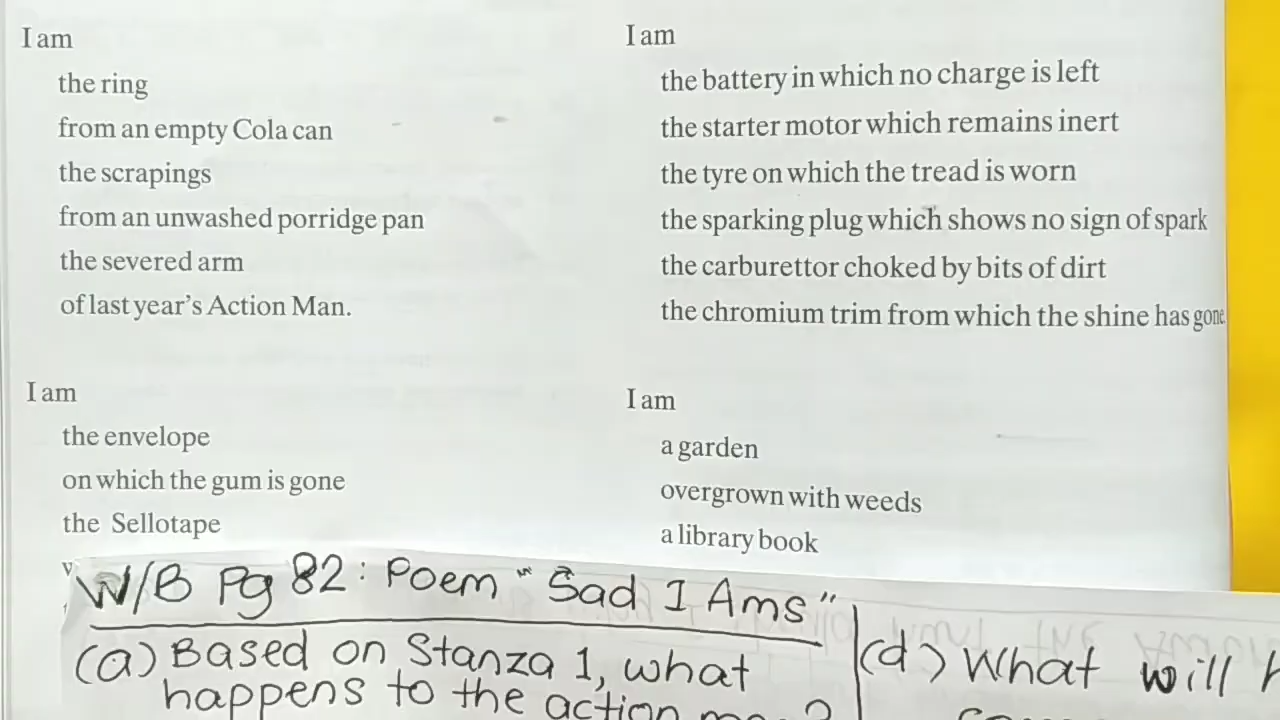 I am
the ring
from an empty Cola can
the scrapings
from an unwashed porridge pan
the severed arm
of last year's Action Man.
I am
the envelope
on which the gum is gone
the Sellotape
I am
the battery in which no charge is left
the starter motor which remains inert
the tyre on which the tread is worn
the sparking plug which shows no sign of spark
the carburettor choked by bits of dirt
the chromium trim from which the shine has gone
I am
a garden
overgrown with weeds
a library book
W/B Pg 82: Poem "Sad I Ams"
(a) Based on Stanza 1, what
happens to the action
(d) What will